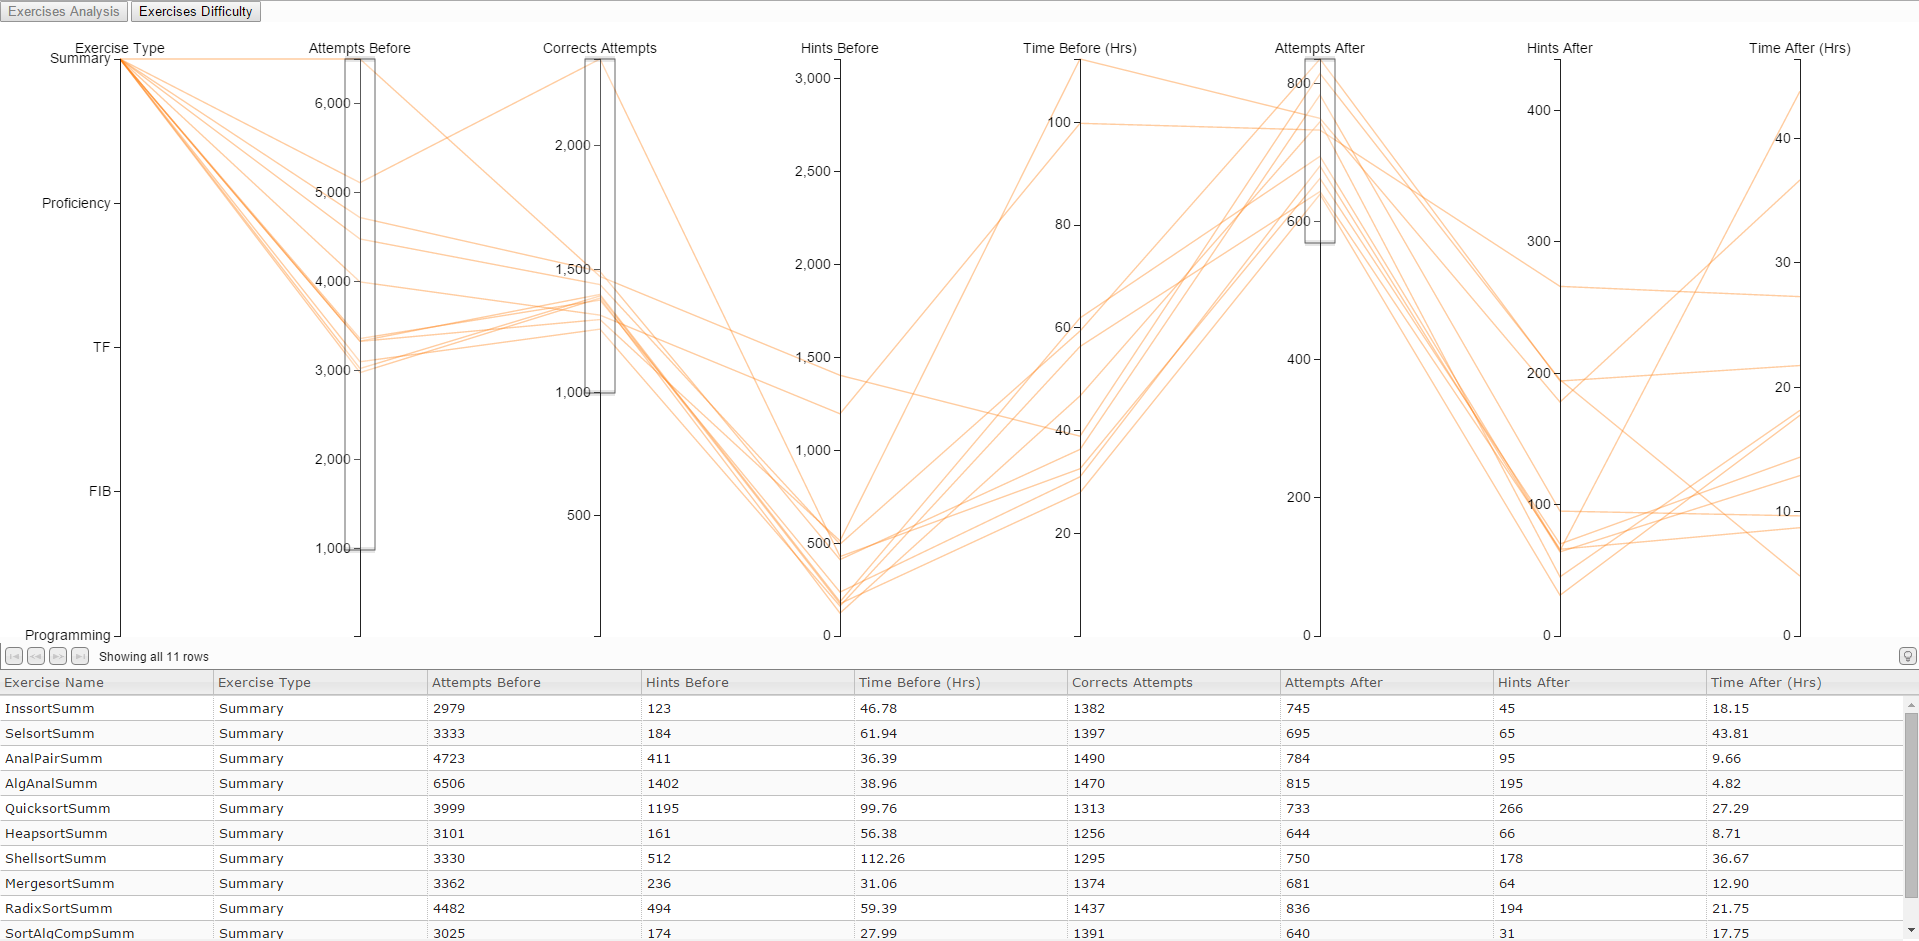 Exercises Analysis Exercises Difficulty
Exercise Type Attempts Before Corrects Attempts Hints Before Time Before (Hrs) Attempts After Hints After Time After (Hrs)
Summary
Proficiency
TF
FIB
Programming
6,000
5,000
4,000
3,000
2,000
1,000
2,000
1,500
1,000
500
3,000
2,500
2,000
1,500
1,000
500
0
100
80
60
40
20
800
600
400
200
0
400
300
200
100
0
40
30
20
10
0
Showing all 11 rows
Exercise Name Exercise Type Attempts Before Hints Before Time Before (Hrs) Corrects Attempts Attempts After Hints After Time After (Hrs)
InssortSumm Summary 2979 123 46.78 1382 745 45 18.15
SelsortSumm Summary 3333 184 61.94 1397 695 65 43.81
AnalPairSumm Summary 4723 411 36.39 1490 784 95 9.66
AlgAnalSumm Summary 6506 1402 38.96 1470 815 195 4.82
QuicksortSumm Summary 3999 1195 99.76 1313 733 266 27.29
HeapsortSumm Summary 3101 161 56.38 1256 644 66 8.71
ShellsortSumm Summary 3330 512 112.26 1295 750 178 36.67
MergesortSumm Summary 3362 236 31.06 1374 681 64 12.90
RadixSortSumm Summary 4482 494 59.39 1437 836 194 21.75
SortAlgCompSumm Summary 3025 174 27.99 1391 640 31 17.75